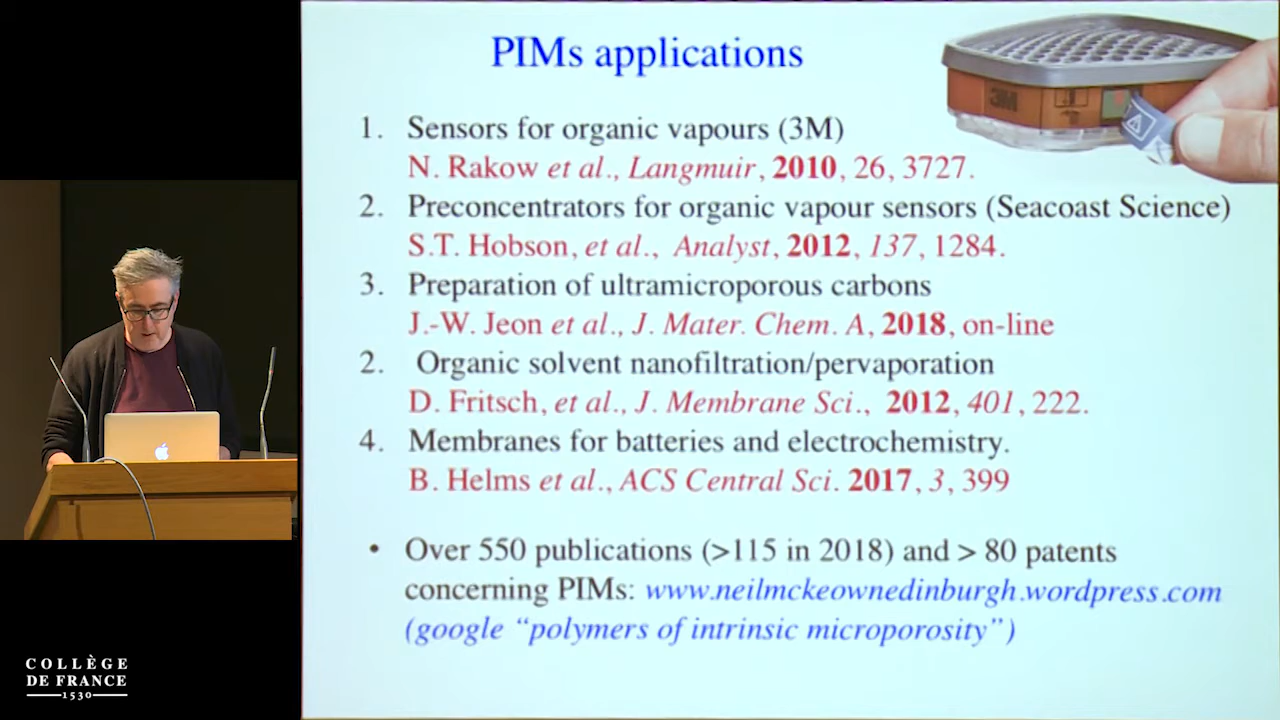 PIMs applications
3M
1. Sensors for organic vapours (3M)
N. Rakow et al., Langmuir, 2010, 26, 3727.
2. Preconcentrators for organic vapour sensors (Seacoast Science)
S.T. Hobson, et al., Analyst, 2012, 137, 1284.
3. Preparation of ultramicroporous carbons
J.-W. Jeon et al., J. Mater. Chem. A, 2018, on-line
2. Organic solvent nanofiltration/pervaporation
D. Fritsch, et al., J. Membrane Sci., 2012, 401, 222.
4. Membranes for batteries and electrochemistry.
B. Helms et al., ACS Central Sci. 2017, 3, 399
• Over 550 publications (>115 in 2018) and > 80 patents
concerning PIMs: www.neilmckeownedinburgh.wordpress.com
(google “polymers of intrinsic microporosity”)
COLLÈGE
DE FRANCE
1530